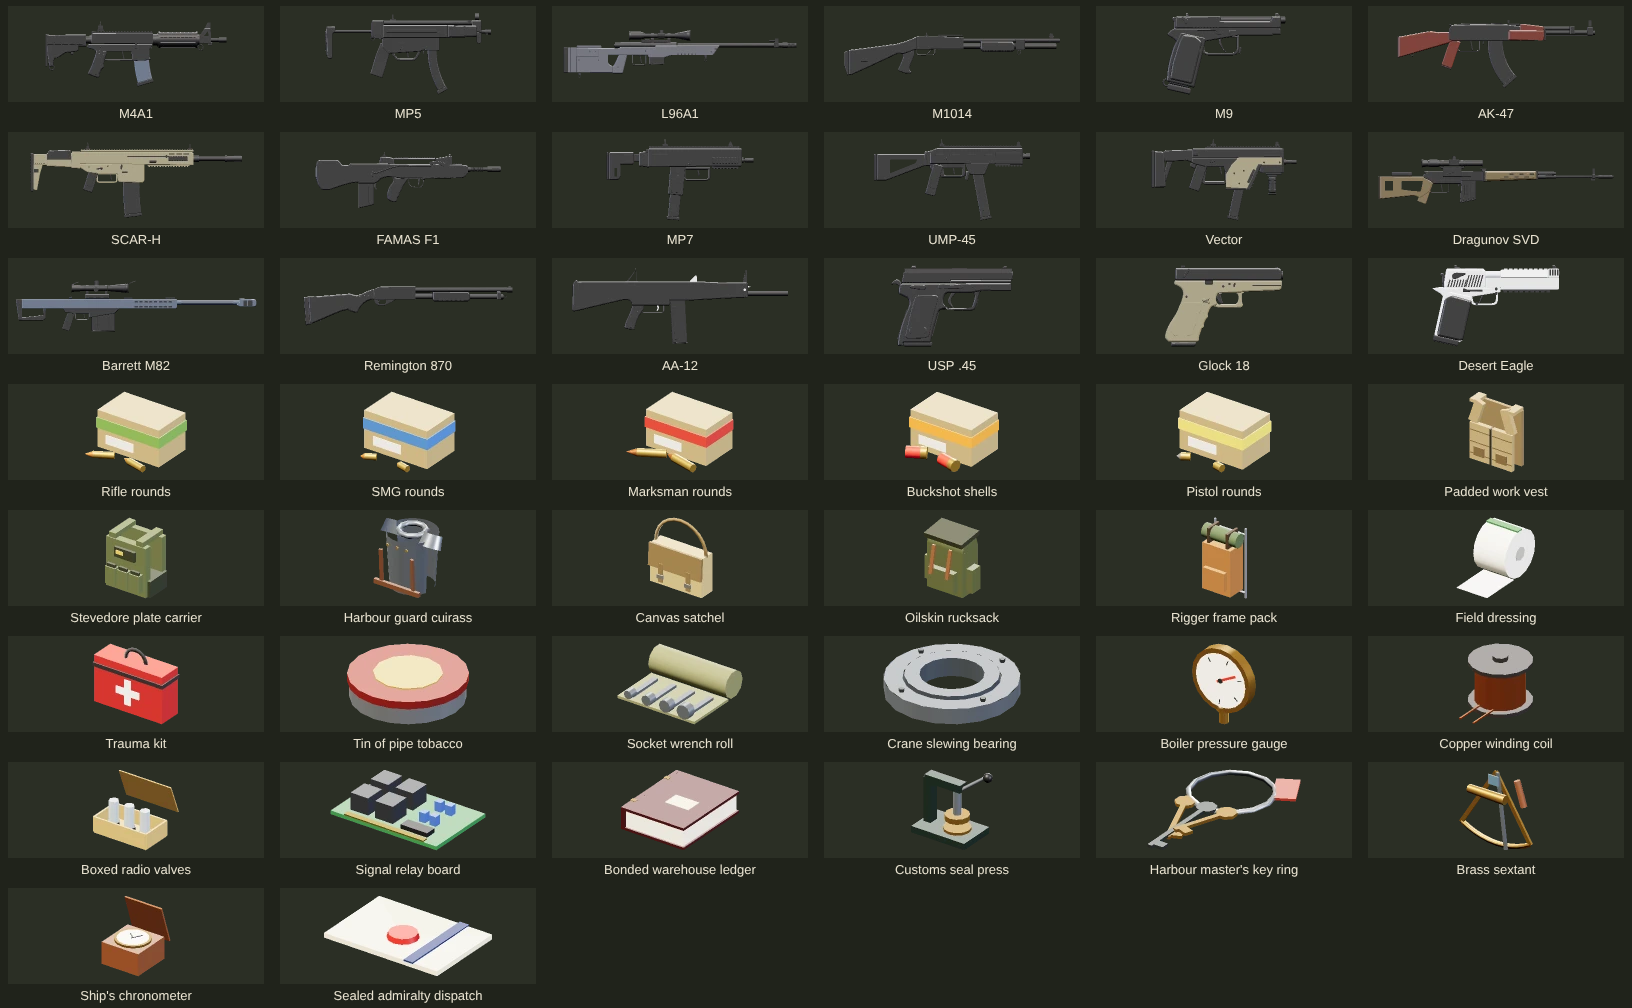 M4A1
MP5
L96A1
M1014
M9
AK-47
SCAR-H
FAMAS F1
MP7
UMP-45
Vector
Dragunov SVD
Barrett M82
Remington 870
AA-12
USP .45
Glock 18
Desert Eagle
Rifle rounds
SMG rounds
Marksman rounds
Buckshot shells
Pistol rounds
Padded work vest
Stevedore plate carrier
Harbour guard cuirass
Canvas satchel
Oilskin rucksack
Rigger frame pack
Field dressing
Trauma kit
Tin of pipe tobacco
Socket wrench roll
Crane slewing bearing
Boiler pressure gauge
Copper winding coil
Boxed radio valves
Signal relay board
Bonded warehouse ledger
Customs seal press
Harbour master's key ring
Brass sextant
Ship's chronometer
Sealed admiralty dispatch